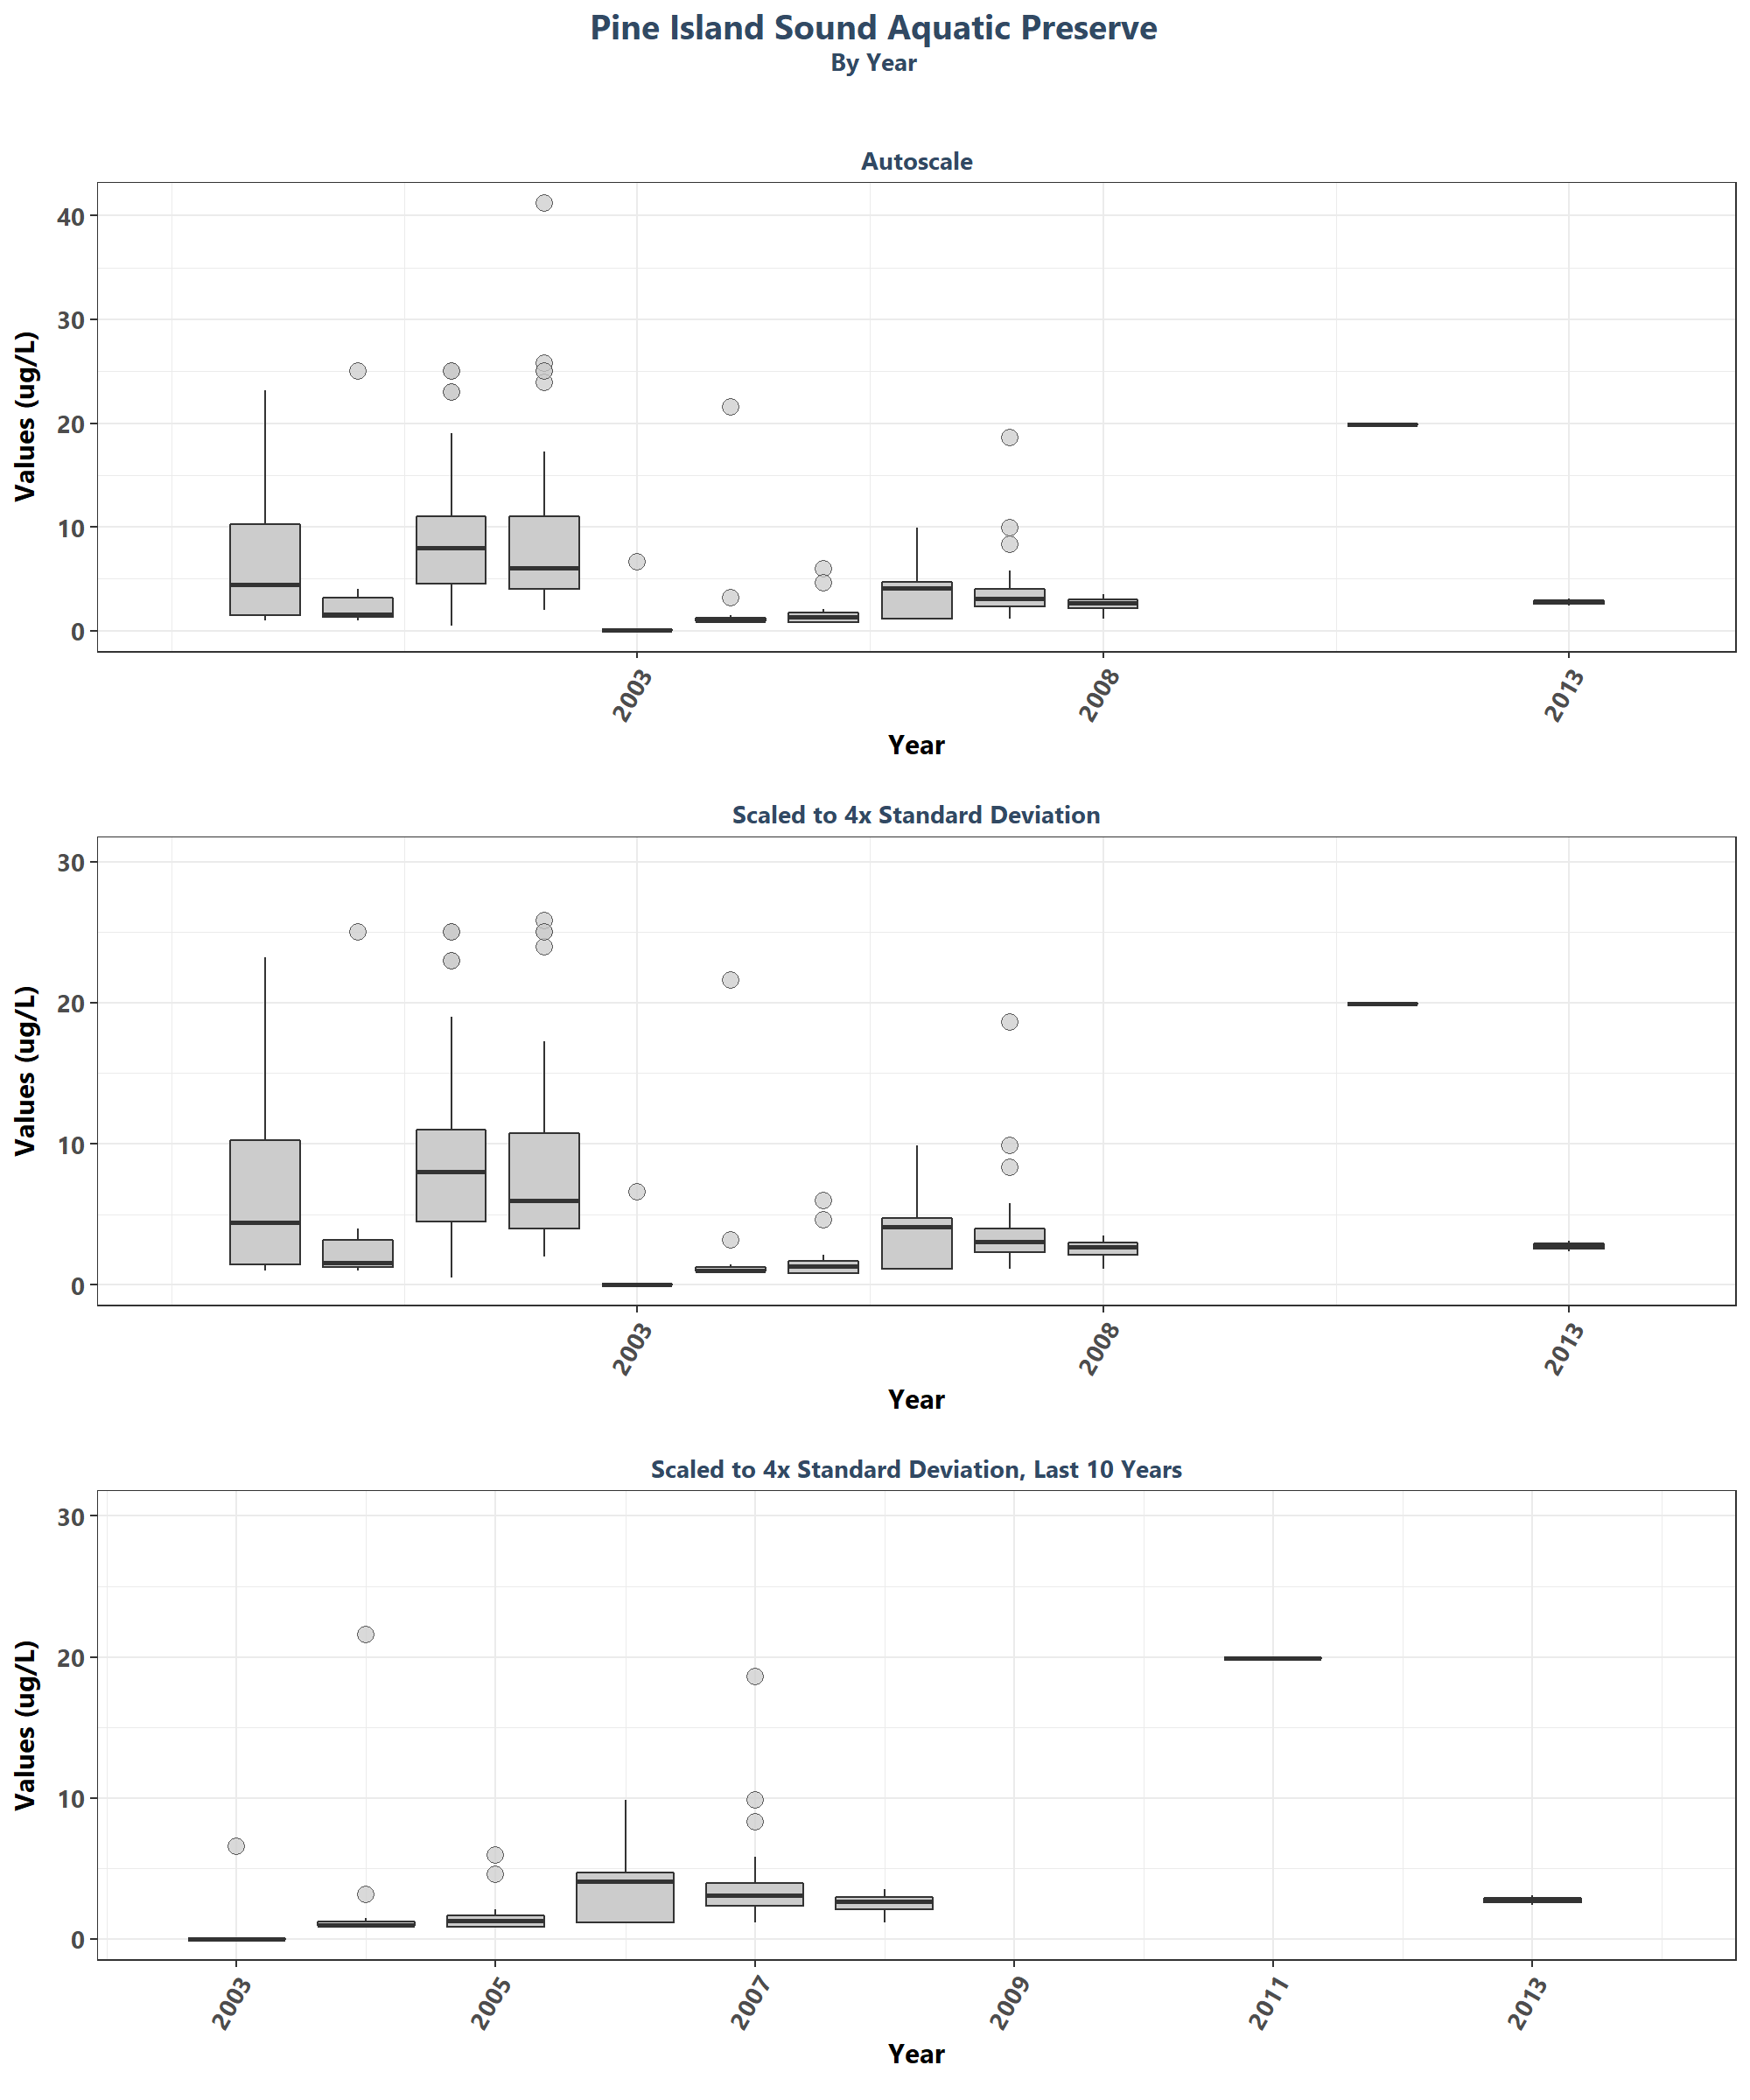 Pine Island Sound Aquatic Preserve
By Year
Autoscale
Values (ug/L)
40
30
20
10
0
2003
2008
2013
Year
Scaled to 4x Standard Deviation
Values (ug/L)
30
20
10
0
2003
2008
2013
Year
Scaled to 4x Standard Deviation, Last 10 Years
Values (ug/L)
30
20
10
0
2003
2005
2007
2009
2011
2013
Year